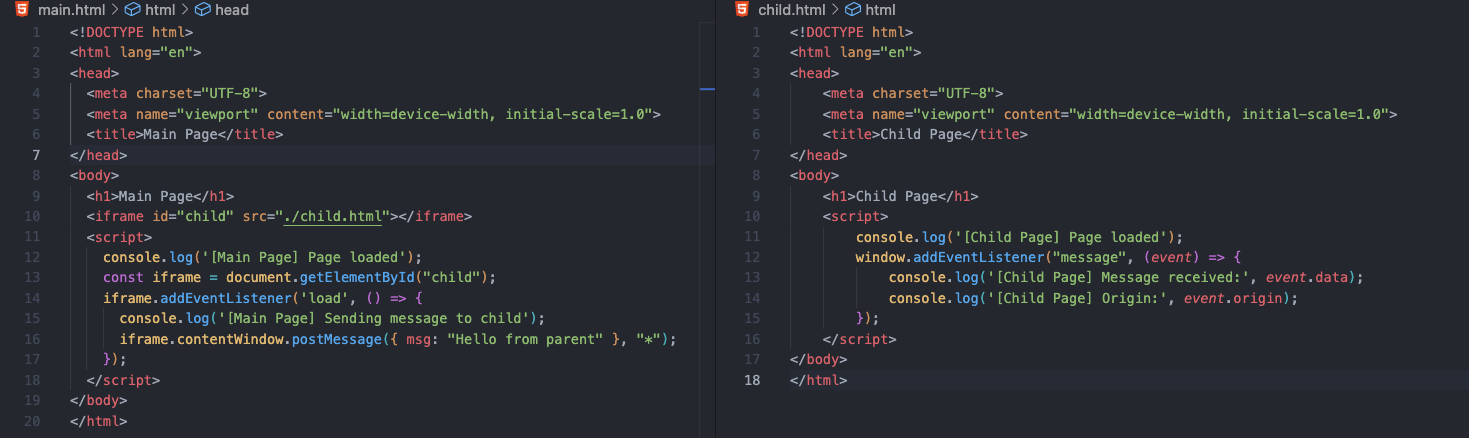 main.html > html > head
1 <!DOCTYPE html>
2 <html lang="en">
3 <head>
4 <meta charset="UTF-8">
5 <meta name="viewport" content="width=device-width, initial-scale=1.0">
6 <title>Main Page</title>
7 </head>
8 <body>
9 <h1>Main Page</h1>
10 <iframe id="child" src="./child.html"></iframe>
11 <script>
12 console.log('[Main Page] Page loaded');
13 const iframe = document.getElementById("child");
14 iframe.addEventListener('load', () => {
15 console.log('[Main Page] Sending message to child');
16 iframe.contentWindow.postMessage({ msg: "Hello from parent" }, "*");
17 });
18 </script>
19 </body>
20 </html>
child.html > html
1 <!DOCTYPE html>
2 <html lang="en">
3 <head>
4 <meta charset="UTF-8">
5 <meta name="viewport" content="width=device-width, initial-scale=1.0">
6 <title>Child Page</title>
7 </head>
8 <body>
9 <h1>Child Page</h1>
10 <script>
11 console.log('[Child Page] Page loaded');
12 window.addEventListener("message", (event) => {
13 console.log('[Child Page] Message received:', event.data);
14 console.log('[Child Page] Origin:', event.origin);
15 });
16 </script>
17 </body>
18 </html>